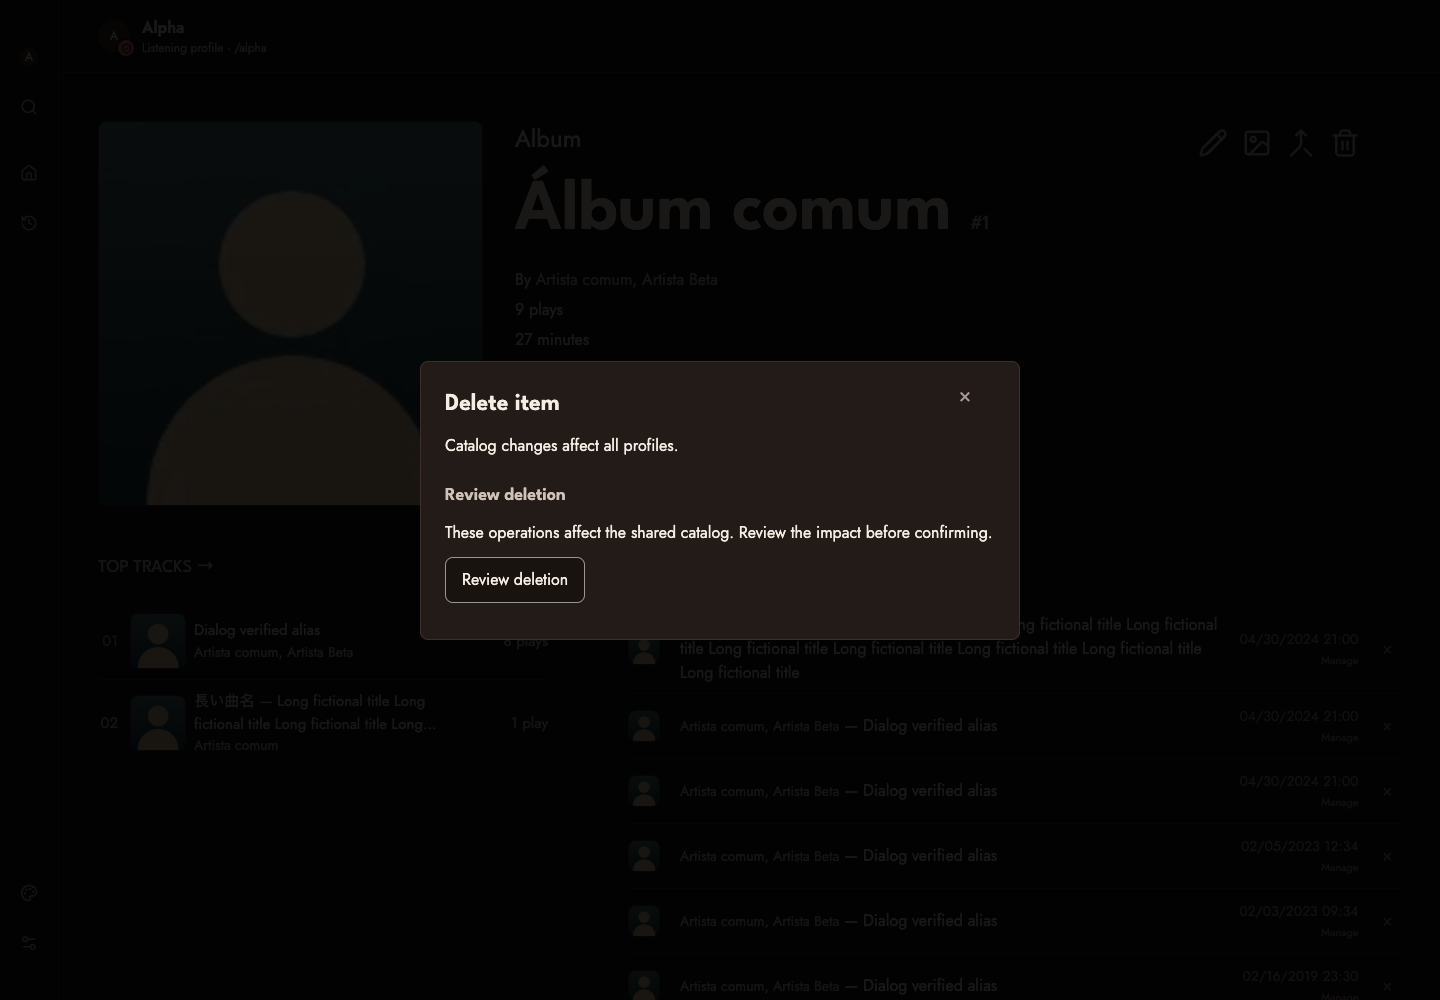 A
Alpha
Listening profile · /alpha
A
Album
Álbum comum #1
By Artista comum, Artista Beta
9 plays
27 minutes
Delete item
×
Catalog changes affect all profiles.
Review deletion
These operations affect the shared catalog. Review the impact before confirming.
Review deletion
TOP TRACKS →
01
Dialog verified alias
Artista comum, Artista Beta
8 plays
02
長い曲名 — Long fictional title Long
fictional title Long fictional title Long…
Artista comum
1 play
ng fictional title Long fictional
title Long fictional title Long fictional title Long fictional title Long fictional title
Long fictional title
04/30/2024 21:00
Manage
×
Artista comum, Artista Beta — Dialog verified alias
04/30/2024 21:00
Manage
×
Artista comum, Artista Beta — Dialog verified alias
04/30/2024 21:00
Manage
×
Artista comum, Artista Beta — Dialog verified alias
02/05/2023 12:34
Manage
×
Artista comum, Artista Beta — Dialog verified alias
02/03/2023 09:34
Manage
×
Artista comum, Artista Beta — Dialog verified alias
02/16/2019 23:30
Manage
×